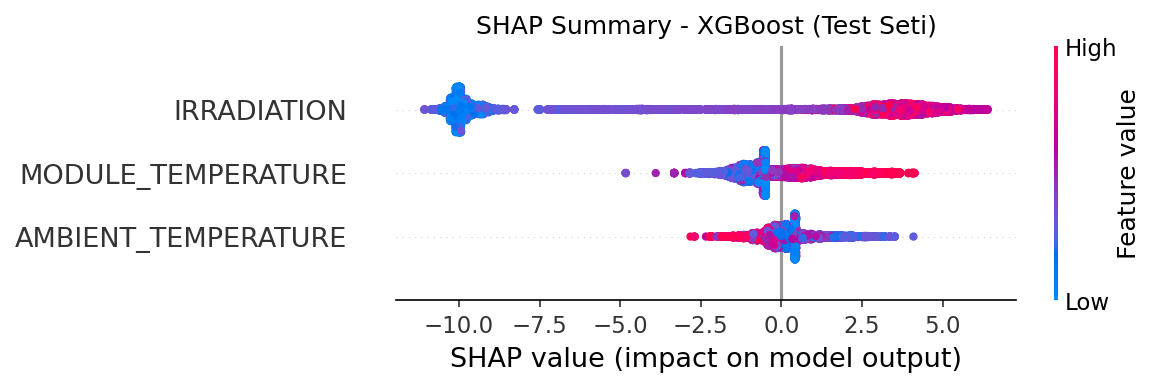 SHAP Summary - XGBoost (Test Seti)
High
IRRADIATION
MODULE_TEMPERATURE
AMBIENT_TEMPERATURE
Feature value
Low
−10.0 −7.5 −5.0 −2.5 0.0 2.5 5.0
SHAP value (impact on model output)